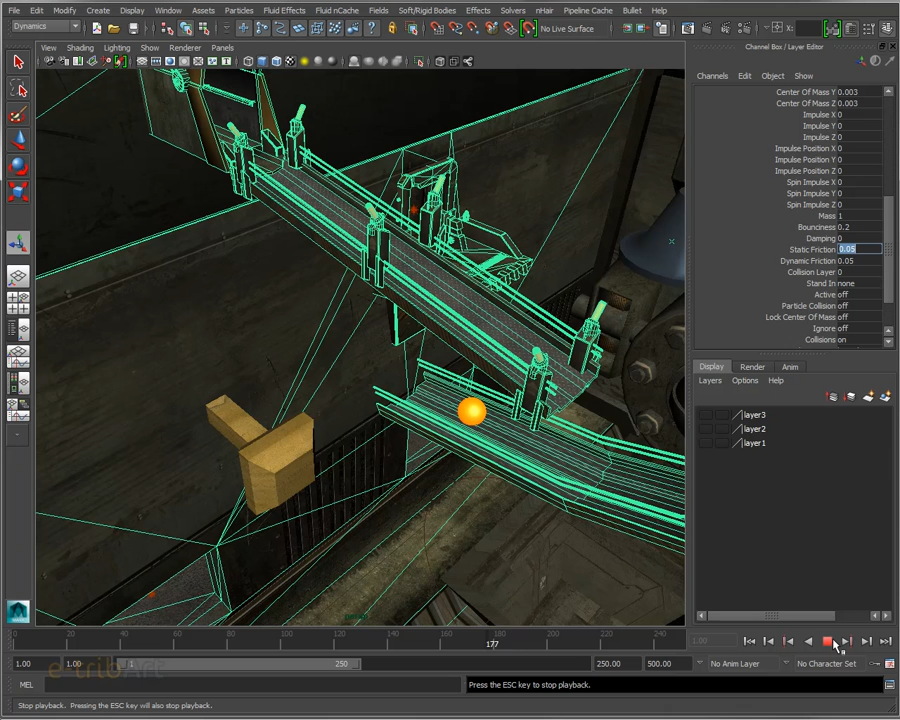 File Edit Modify Create Display Window Assets Particles Fluid Effects Fluid nCache Fields Soft/Rigid Bodies Effects Solvers nHair Pipeline Cache Bullet Help
Dynamics No Live Surface
View Shading Lighting Show Renderer Panels
Channel Box / Layer Editor
Channels Edit Object Show
Center Of Mass Y 0.003
Center Of Mass Z 0.003
Impulse X 0
Impulse Y 0
Impulse Z 0
Impulse Position X 0
Impulse Position Y 0
Impulse Position Z 0
Spin Impulse X 0
Spin Impulse Y 0
Spin Impulse Z 0
Mass 1
Bounciness 0.2
Damping 0
Static Friction 0.05
Dynamic Friction 0.05
Collision Layer 0
Stand In none
Active off
Particle Collision off
Lock Center Of Mass off
Ignore off
Collisions on
Display Render Anim
Layers Options Help
layer3
layer2
layer1
0 20 40 60 80 100 120 140 160 177 200 220 240
1.00
1.00 1.00 1 250 250.00 500.00 No Anim Layer No Character Set
e-tribArt
MEL Press the ESC key to stop playback.
Stop playback. Pressing the ESC key will also stop playback.